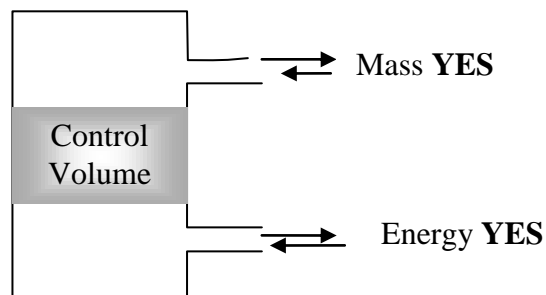 Mass YES
Control
Volume
Energy YES